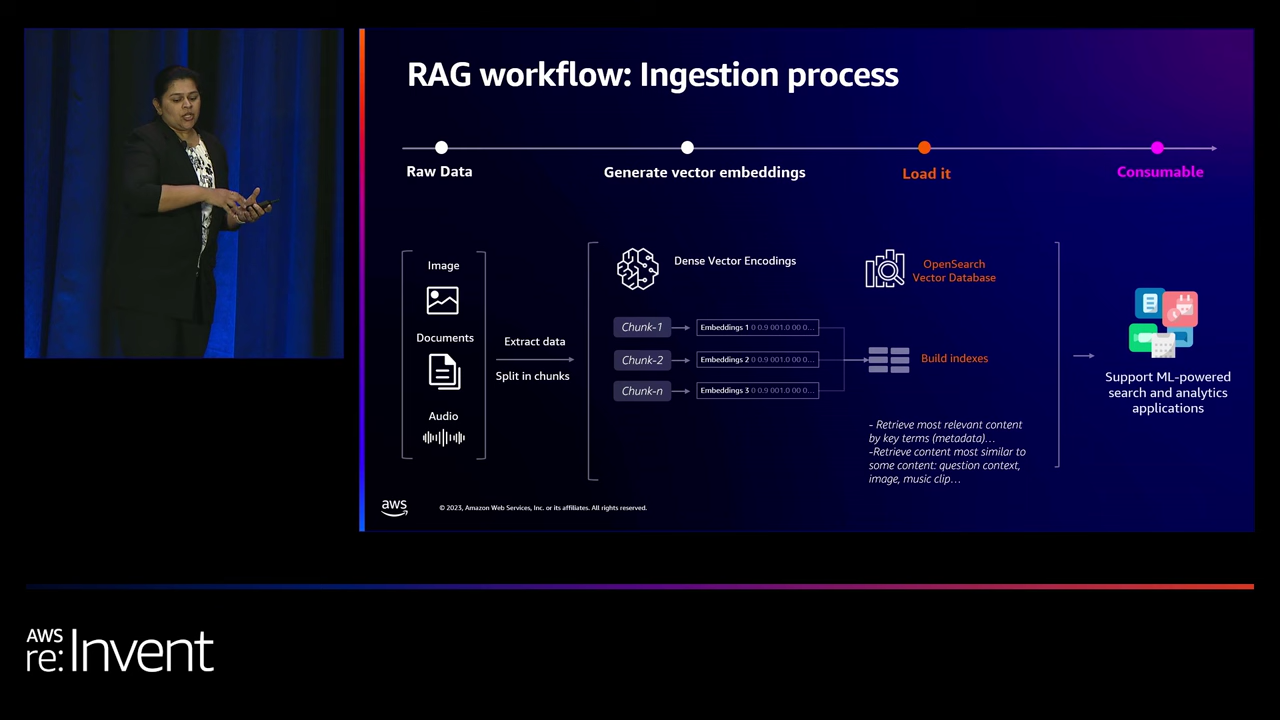 RAG workflow: Ingestion process
Raw Data
Generate vector embeddings
Load it
Consumable
Image
Documents
Audio
Extract data
Split in chunks
Dense Vector Encodings
Chunk-1
Embeddings 1 0 0.9 001.0 00 0...
Chunk-2
Embeddings 2 0 0.9 001.0 00 0...
Chunk-n
Embeddings 3 0 0.9 001.0 00 0...
OpenSearch
Vector Database
Build indexes
- Retrieve most relevant content
by key terms (metadata)...
-Retrieve content most similar to
some content: question context,
image, music clip...
Support ML-powered
search and analytics
applications
aws
© 2023, Amazon Web Services, Inc. or its affiliates. All rights reserved.
AWS
re:Invent